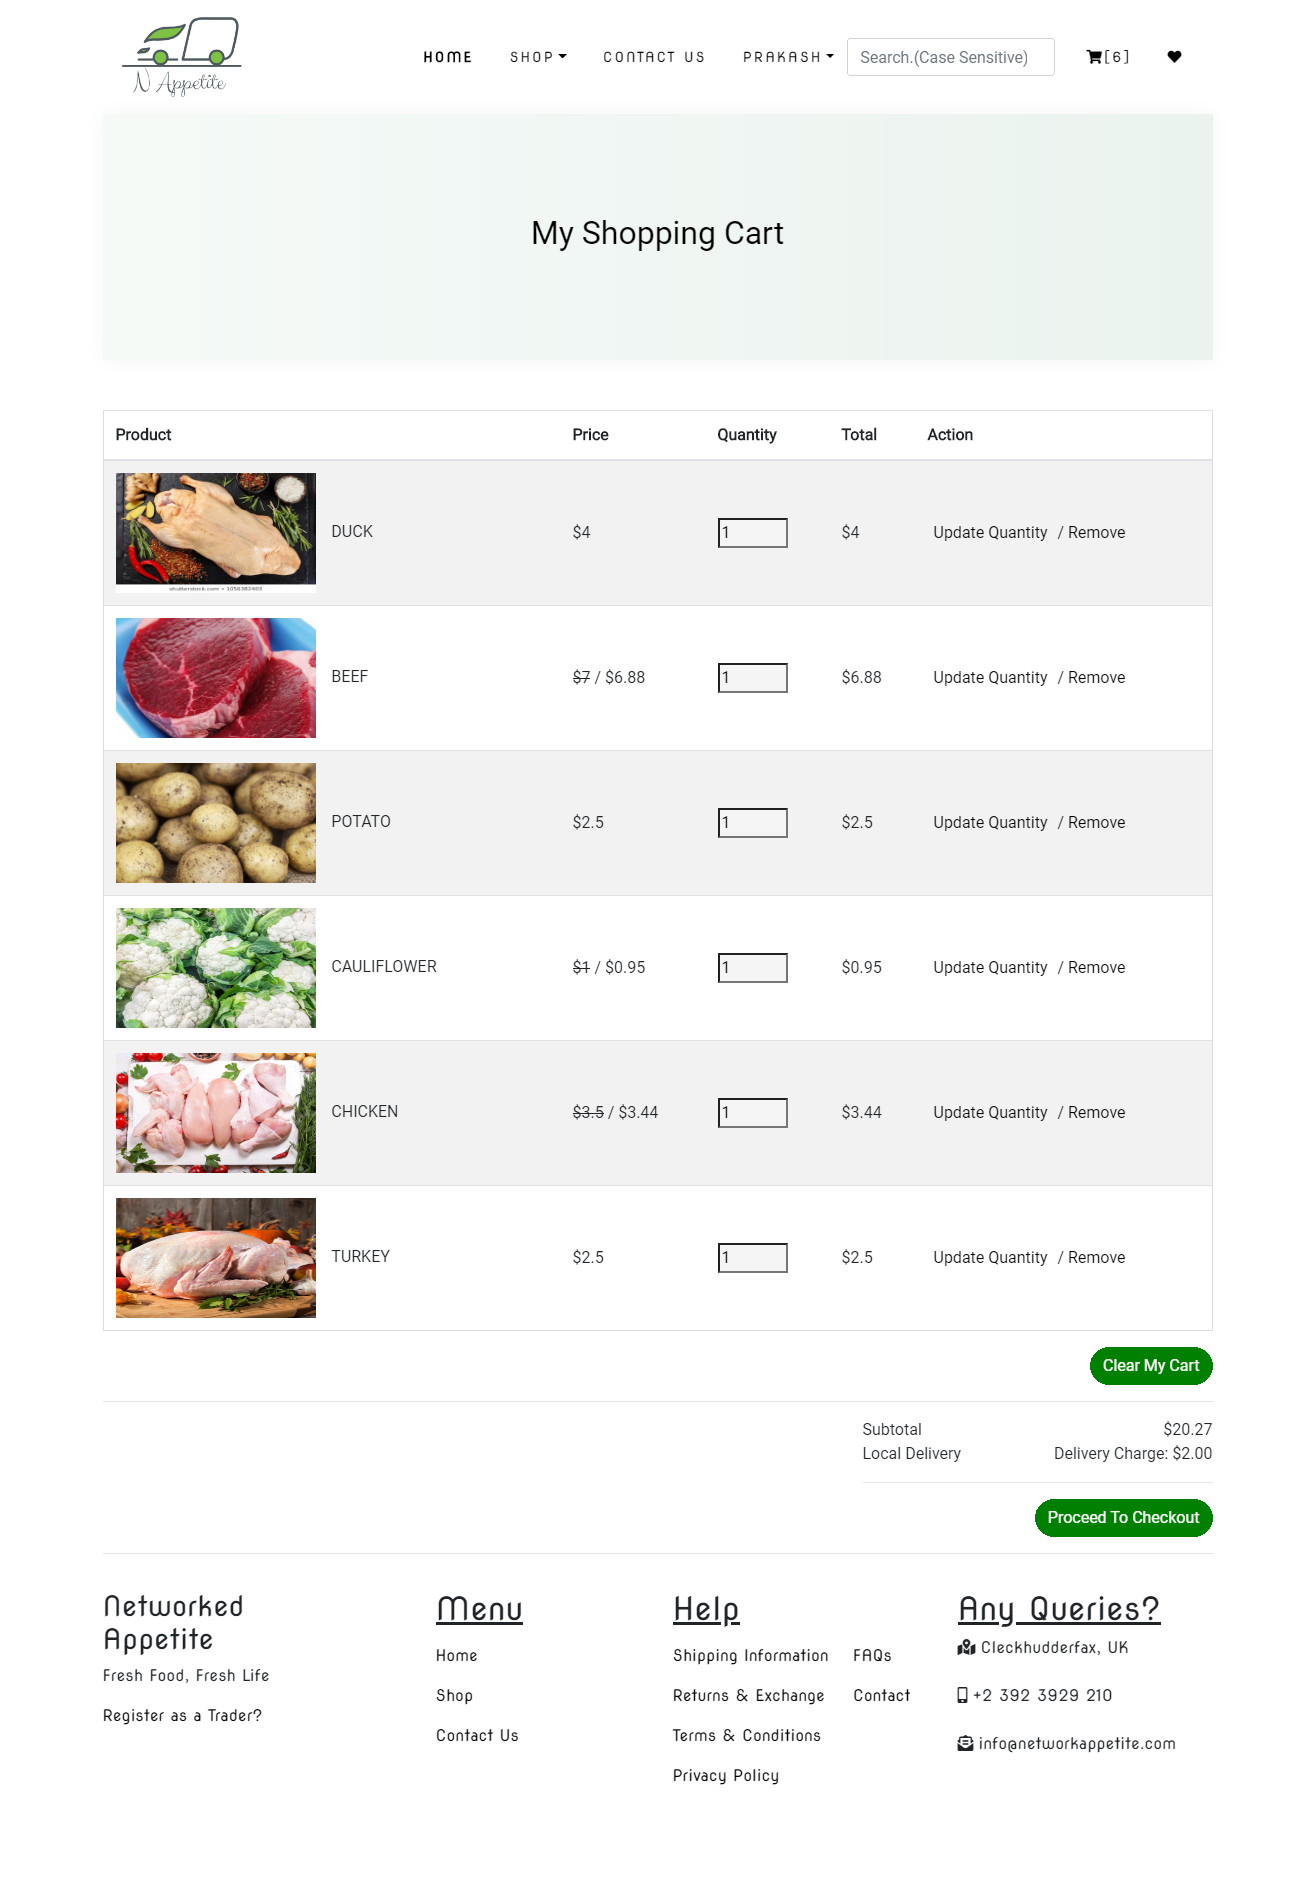 N Appetite
HOME SHOP CONTACT US PRAKASH Search.(Case Sensitive) [6]
My Shopping Cart
Product Price Quantity Total Action
DUCK $4 1 $4 Update Quantity / Remove
shutterstock.com • 1056382403
BEEF $7 / $6.88 1 $6.88 Update Quantity / Remove
POTATO $2.5 1 $2.5 Update Quantity / Remove
CAULIFLOWER $1 / $0.95 1 $0.95 Update Quantity / Remove
CHICKEN $3.5 / $3.44 1 $3.44 Update Quantity / Remove
TURKEY $2.5 1 $2.5 Update Quantity / Remove
Clear My Cart
Subtotal $20.27
Local Delivery Delivery Charge: $2.00
Proceed To Checkout
Networked
Appetite
Fresh Food, Fresh Life
Register as a Trader?
Menu
Home
Shop
Contact Us
Help
Shipping Information FAQs
Returns & Exchange Contact
Terms & Conditions
Privacy Policy
Any Queries?
Cleckhudderfax, UK
+2 392 3929 210
info@networkappetite.com